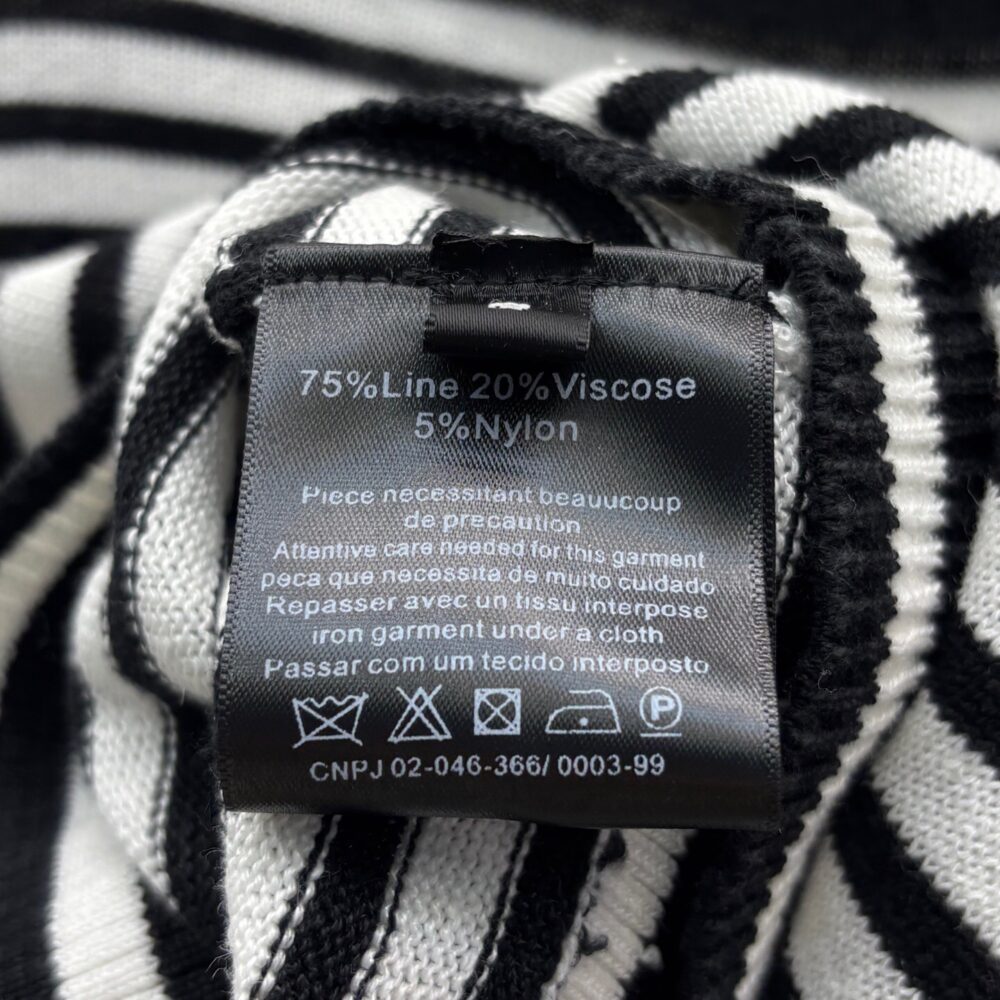 75%Line 20%Viscose
5%Nylon
Piece necessitant beauucoup
de precaution
Attentive care needed for this garment
peca que necessita de muito cuidado
Repasser avec un tissu interpose
iron garment under a cloth
Passar com um tecido interposto
P
CNPJ 02-046-366/ 0003-99